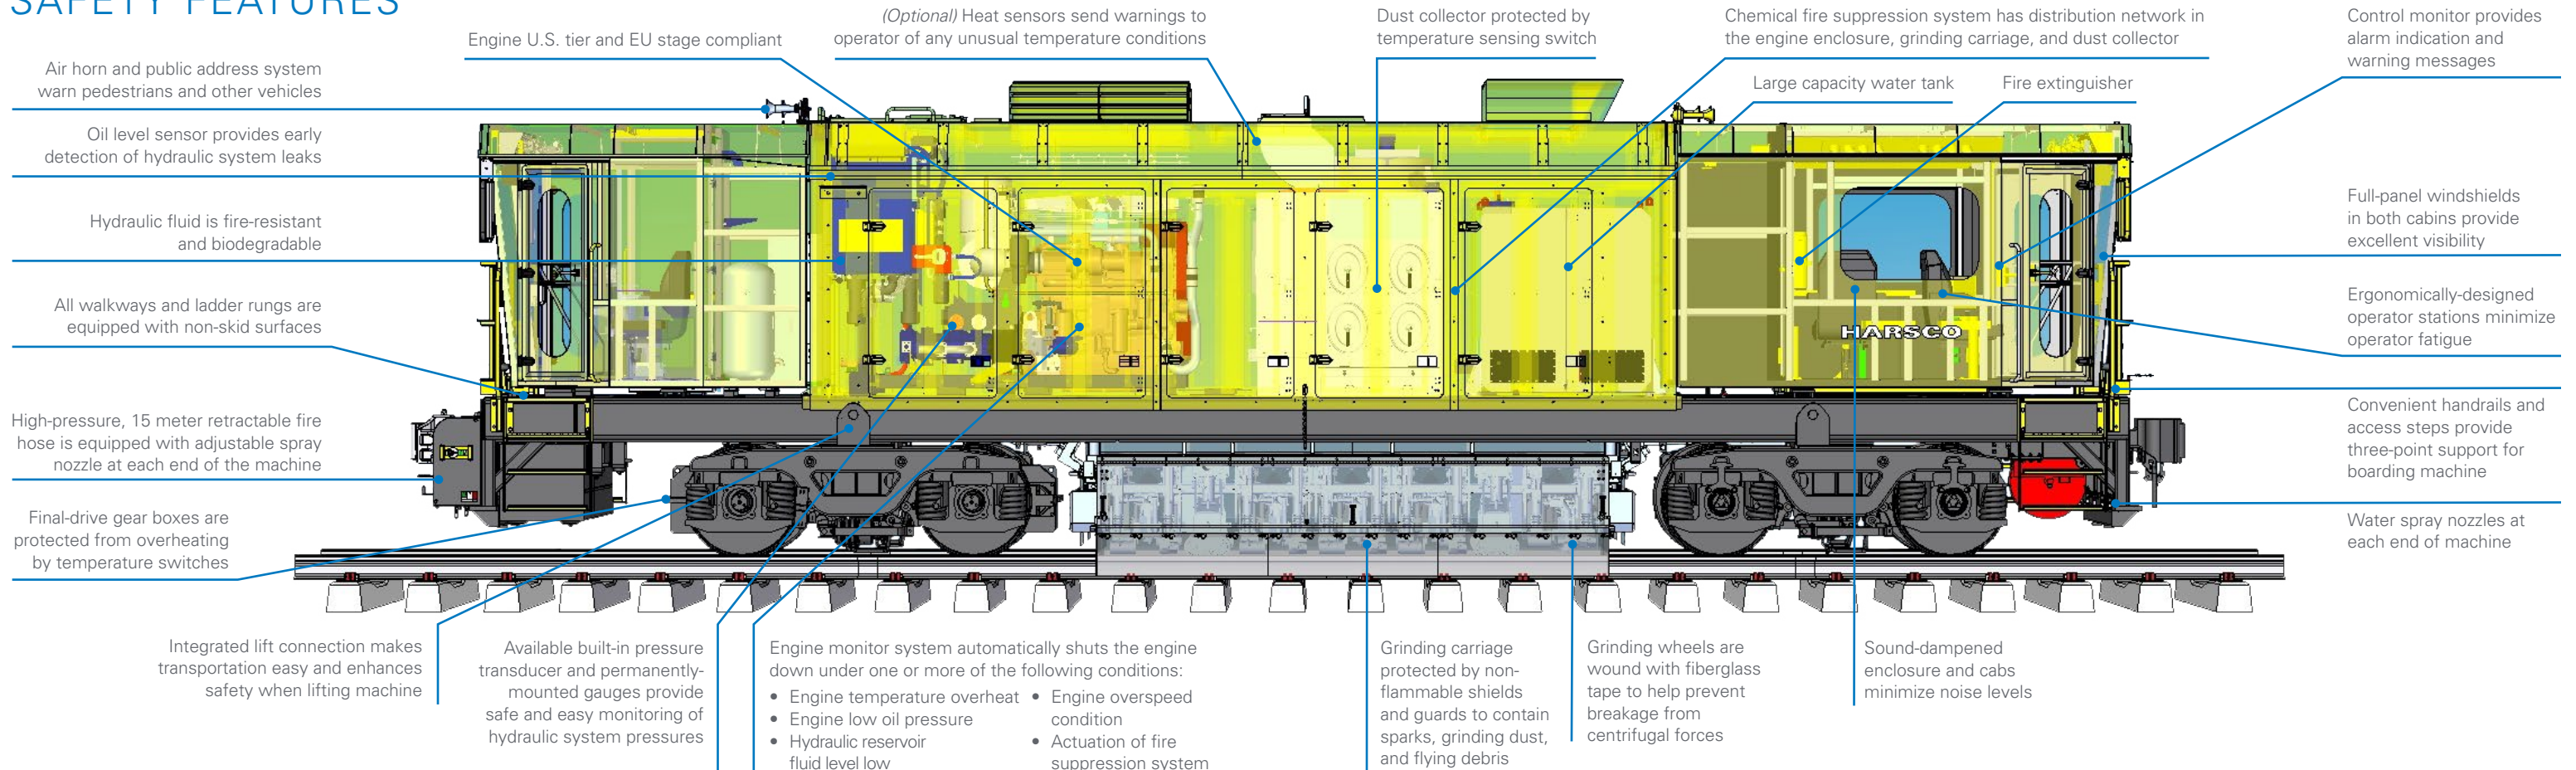 SAFETY FEATURES
Air horn and public address system
warn pedestrians and other vehicles
Oil level sensor provides early
detection of hydraulic system leaks
Hydraulic fluid is fire-resistant
and biodegradable
All walkways and ladder rungs are
equipped with non-skid surfaces
High-pressure, 15 meter retractable fire
hose is equipped with adjustable spray
nozzle at each end of the machine
Final-drive gear boxes are
protected from overheating
by temperature switches
Engine U.S. tier and EU stage compliant
(Optional) Heat sensors send warnings to
operator of any unusual temperature conditions
Dust collector protected by
temperature sensing switch
Chemical fire suppression system has distribution network in
the engine enclosure, grinding carriage, and dust collector
Large capacity water tank
Fire extinguisher
Control monitor provides
alarm indication and
warning messages
Full-panel windshields
in both cabins provide
excellent visibility
Ergonomically-designed
operator stations minimize
operator fatigue
Convenient handrails and
access steps provide
three-point support for
boarding machine
Water spray nozzles at
each end of machine
HARSCO
Integrated lift connection makes
transportation easy and enhances
safety when lifting machine
Available built-in pressure
transducer and permanently-
mounted gauges provide
safe and easy monitoring of
hydraulic system pressures
Engine monitor system automatically shuts the engine
down under one or more of the following conditions:
• Engine temperature overheat
• Engine low oil pressure
• Hydraulic reservoir
fluid level low
• Engine overspeed
condition
• Actuation of fire
suppression system
Grinding carriage
protected by non-
flammable shields
and guards to contain
sparks, grinding dust,
and flying debris
Grinding wheels are
wound with fiberglass
tape to help prevent
breakage from
centrifugal forces
Sound-dampened
enclosure and cabs
minimize noise levels